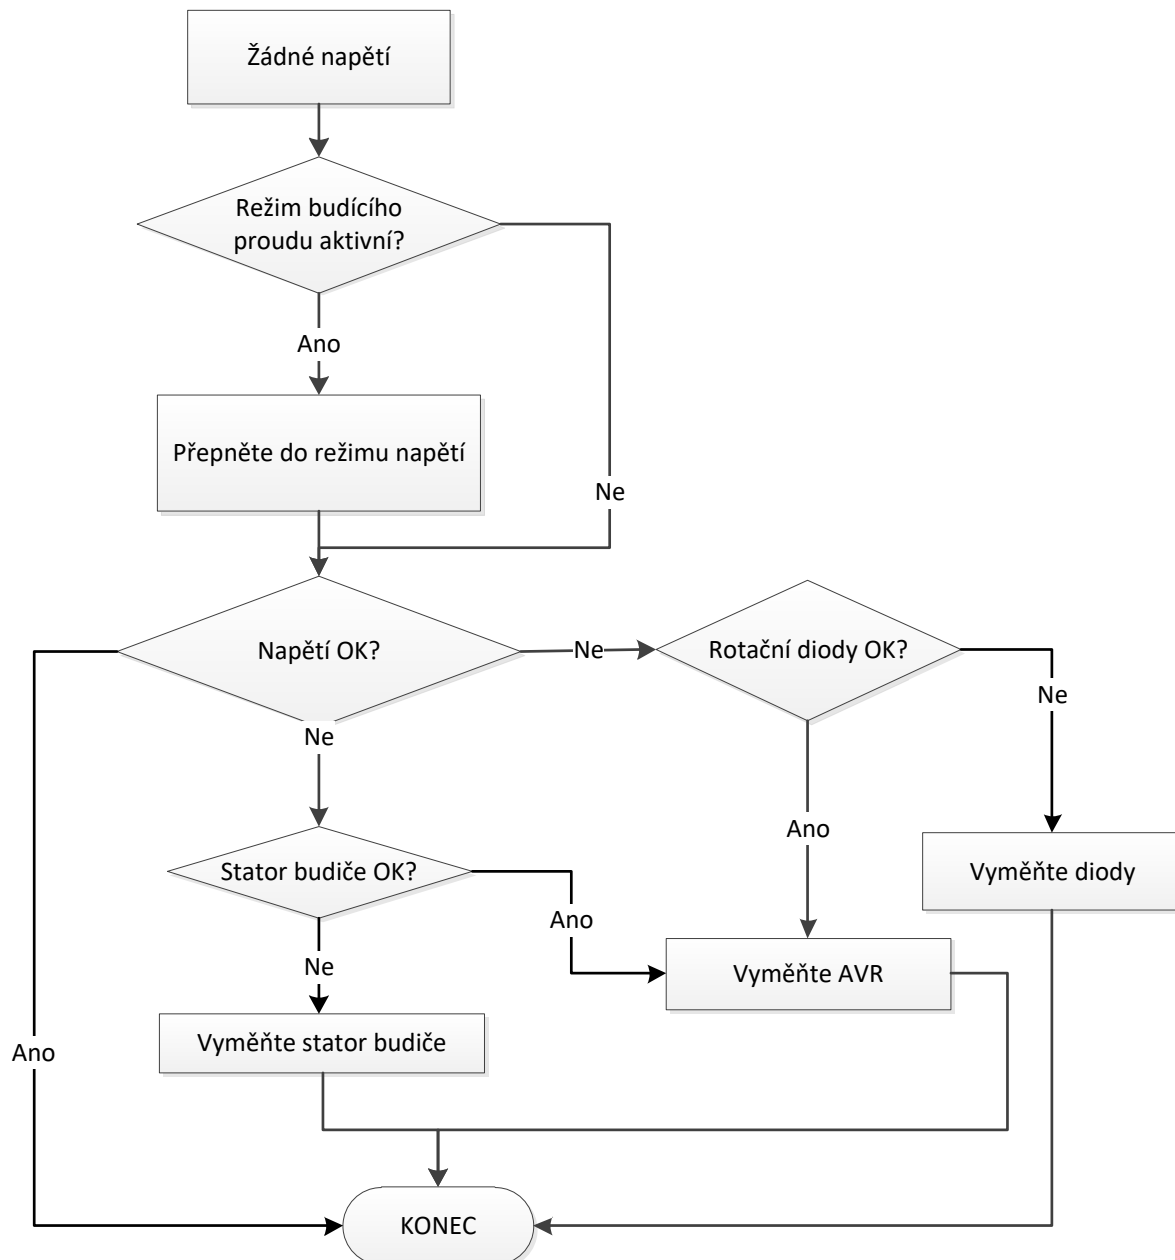 Žádné napětí
Režim budícího
proudu aktivní?
Ano
Přepněte do režimu napětí
Ne
Napětí OK?
Ne
Rotační diody OK?
Ne
Ne
Ano
Stator budiče OK?
Vyměňte diody
Ano
Ne
Vyměňte AVR
Vyměňte stator budiče
Ano
KONEC